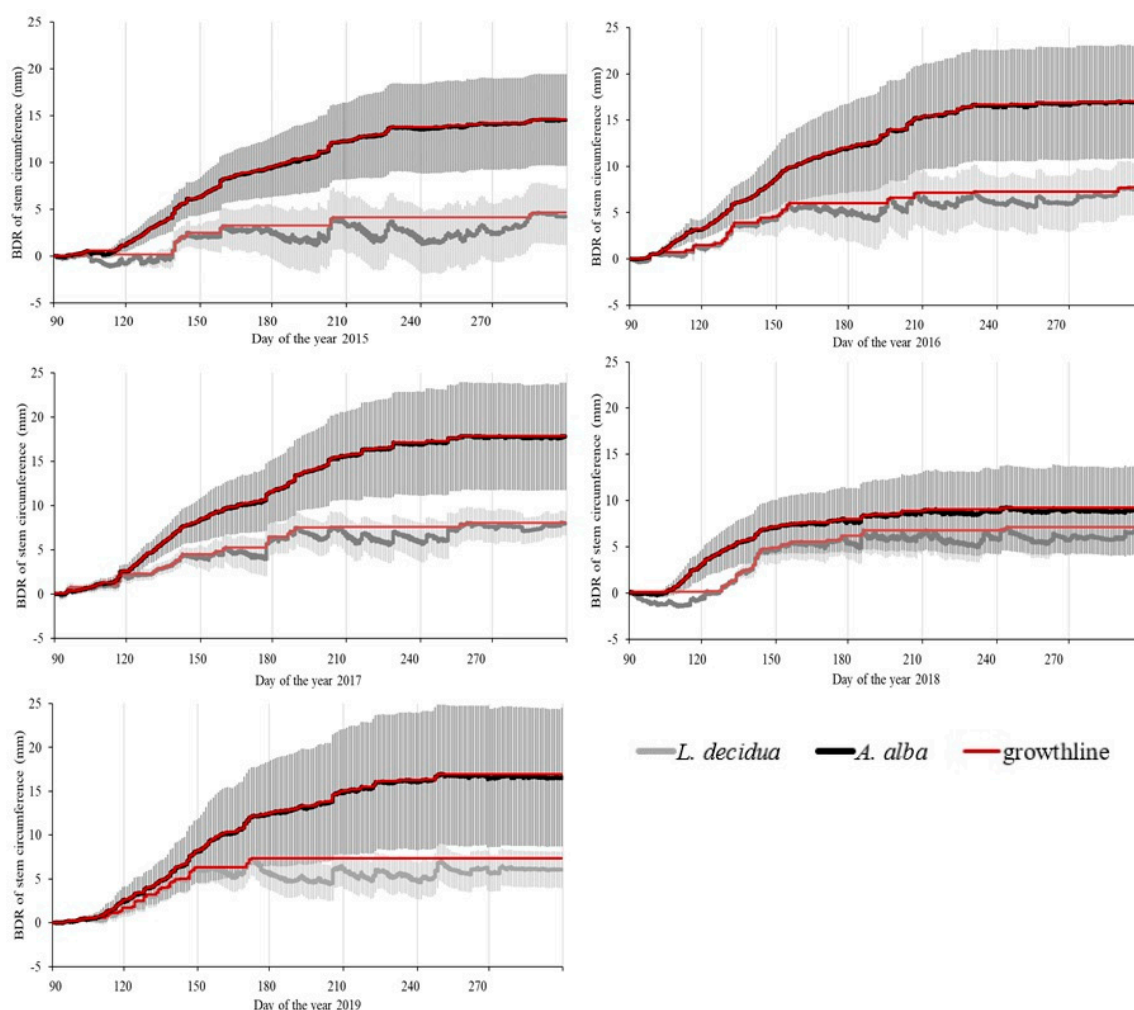 BDR of stem circumference (mm)
25
20
15
10
5
0
-5
90 120 150 180 210 240 270
Day of the year 2015
BDR of stem circumference (mm)
25
20
15
10
5
0
-5
90 120 150 180 210 240 270
Day of the year 2016
BDR of stem circumference (mm)
25
20
15
10
5
0
-5
90 120 150 180 210 240 270
Day of the year 2017
BDR of stem circumference (mm)
25
20
15
10
5
0
-5
90 120 150 180 210 240 270
Day of the year 2018
BDR of stem circumference (mm)
25
20
15
10
5
0
-5
90 120 150 180 210 240 270
Day of the year 2019
L. decidua A. alba growthline